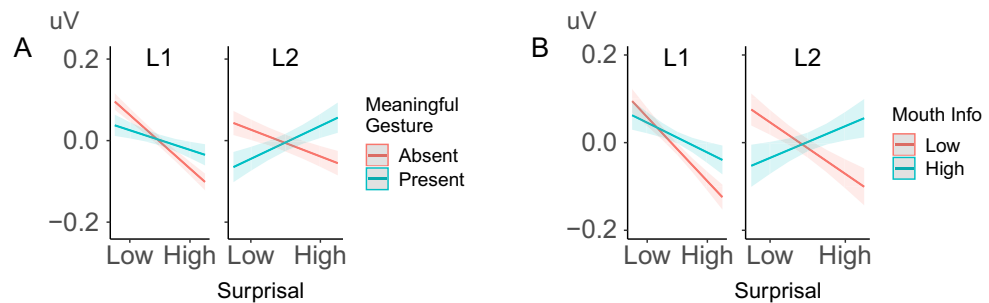 A
uV
L1
L2
0.2
0.0
−0.2
Low
High
Low
High
Surprisal
Meaningful
Gesture
Absent
Present
B
uV
L1
L2
0.2
0.0
−0.2
Low
High
Low
High
Surprisal
Mouth Info
Low
High